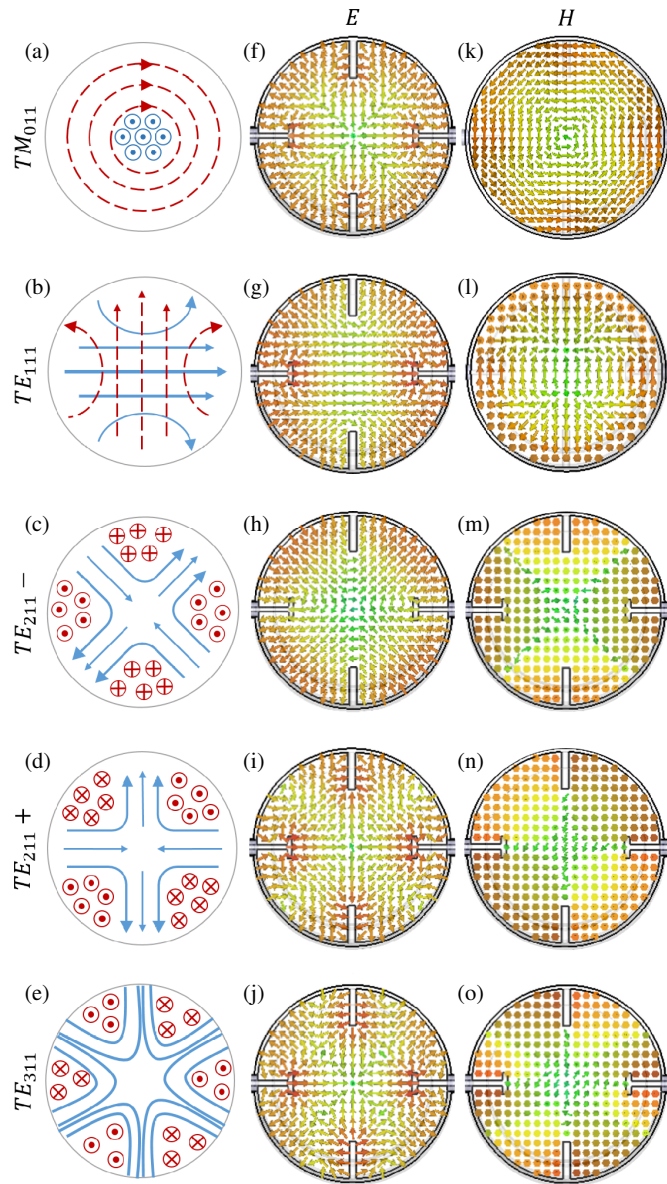 E H
(a) (f) (k)
TM₀₁₁
(b) (g) (l)
TE₁₁₁
(c) (h) (m)
TE₂₁₁ −
(d) (i) (n)
TE₂₁₁ +
(e) (j) (o)
TE₃₁₁